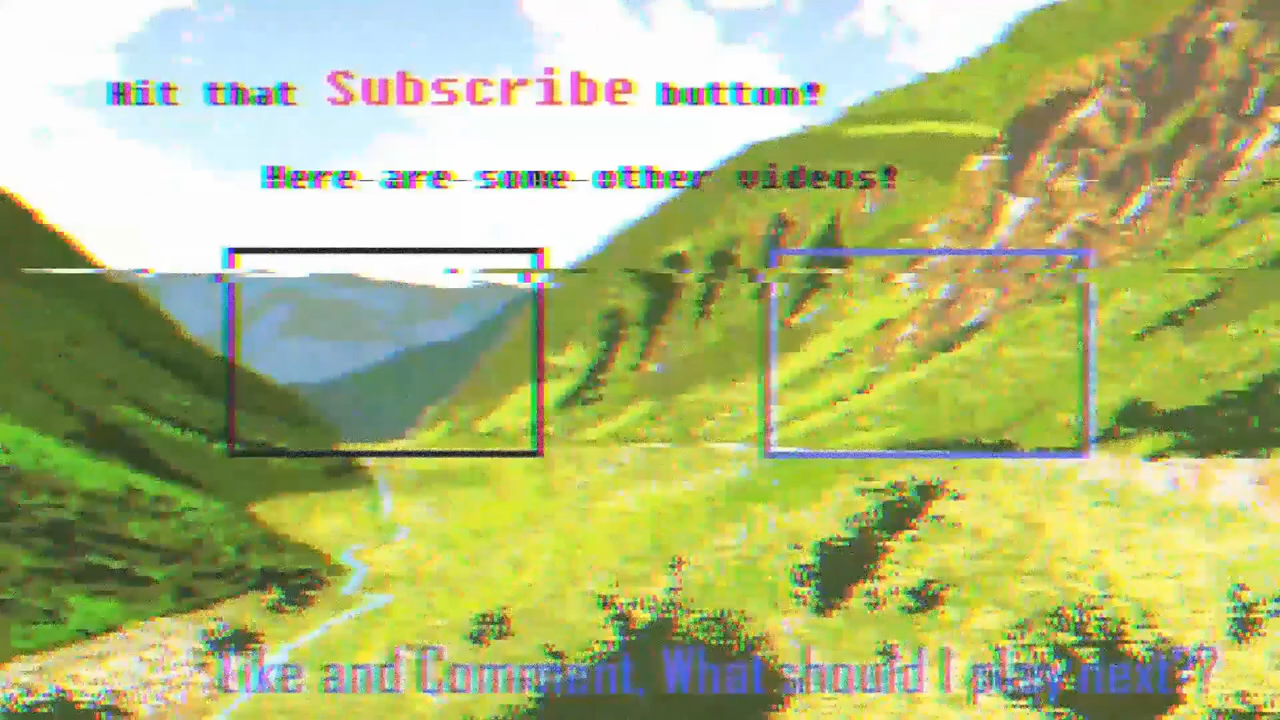 Hit that Subscribe button!
Here are some other videos!
Like and Comment, What should I play next??